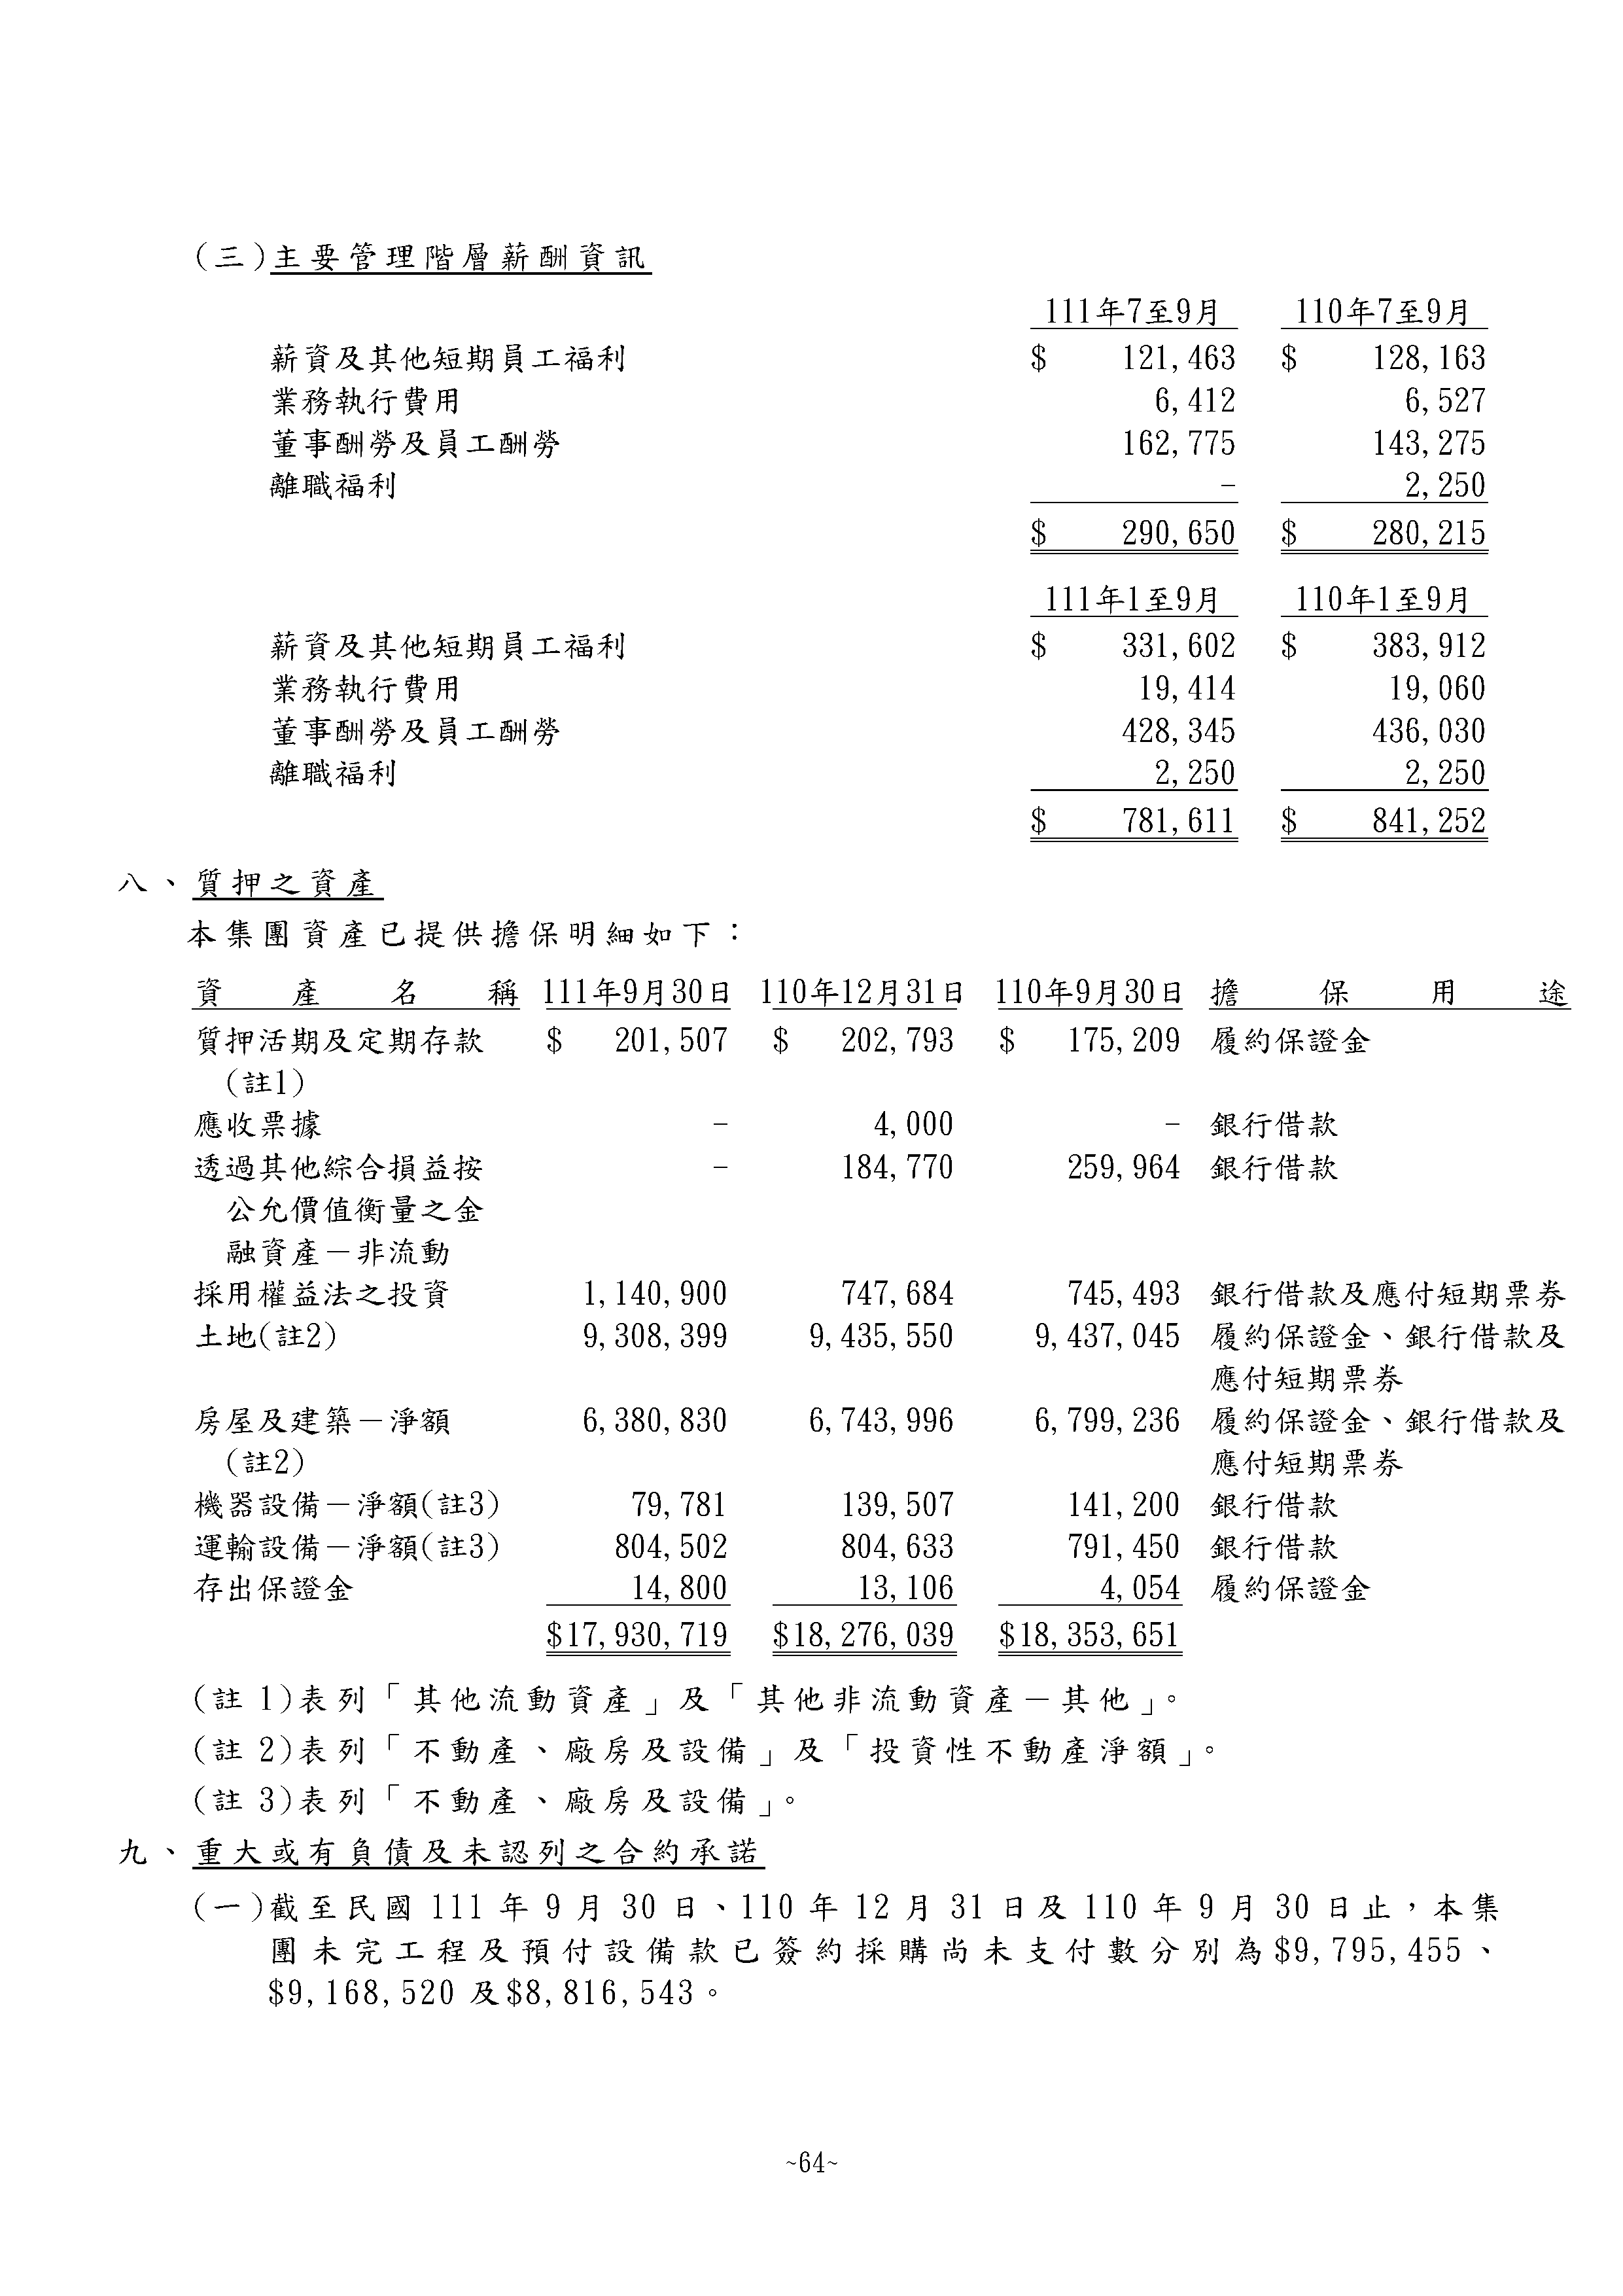 (三)主要管理階層薪酬資訊
111年7至9月 110年7至9月
薪資及其他短期員工福利 $ 121,463 $ 128,163
業務執行費用 6,412 6,527
董事酬勞及員工酬勞 162,775 143,275
離職福利 - 2,250
$ 290,650 $ 280,215
111年1至9月 110年1至9月
薪資及其他短期員工福利 $ 331,602 $ 383,912
業務執行費用 19,414 19,060
董事酬勞及員工酬勞 428,345 436,030
離職福利 2,250 2,250
$ 781,611 $ 841,252
八、質押之資產
本集團資產已提供擔保明細如下：
資產名稱 111年9月30日 110年12月31日 110年9月30日 擔保用途
質押活期及定期存款 $ 201,507 $ 202,793 $ 175,209 履約保證金
(註1)
應收票據 - 4,000 - 銀行借款
透過其他綜合損益按 - 184,770 259,964 銀行借款
公允價值衡量之金
融資產－非流動
採用權益法之投資 1,140,900 747,684 745,493 銀行借款及應付短期票券
土地(註2) 9,308,399 9,435,550 9,437,045 履約保證金、銀行借款及
應付短期票券
房屋及建築－淨額 6,380,830 6,743,996 6,799,236 履約保證金、銀行借款及
(註2) 應付短期票券
機器設備－淨額(註3) 79,781 139,507 141,200 銀行借款
運輸設備－淨額(註3) 804,502 804,633 791,450 銀行借款
存出保證金 14,800 13,106 4,054 履約保證金
$17,930,719 $18,276,039 $18,353,651
(註 1)表列「其他流動資產」及「其他非流動資產－其他」。
(註 2)表列「不動產、廠房及設備」及「投資性不動產淨額」。
(註 3)表列「不動產、廠房及設備」。
九、重大或有負債及未認列之合約承諾
(一)截至民國 111 年 9 月 30 日、110 年 12 月 31 日及 110 年 9 月 30 日止，本集
團未完工程及預付設備款已簽約採購尚未支付數分別為$9,795,455、
$9,168,520 及$8,816,543。
~64~